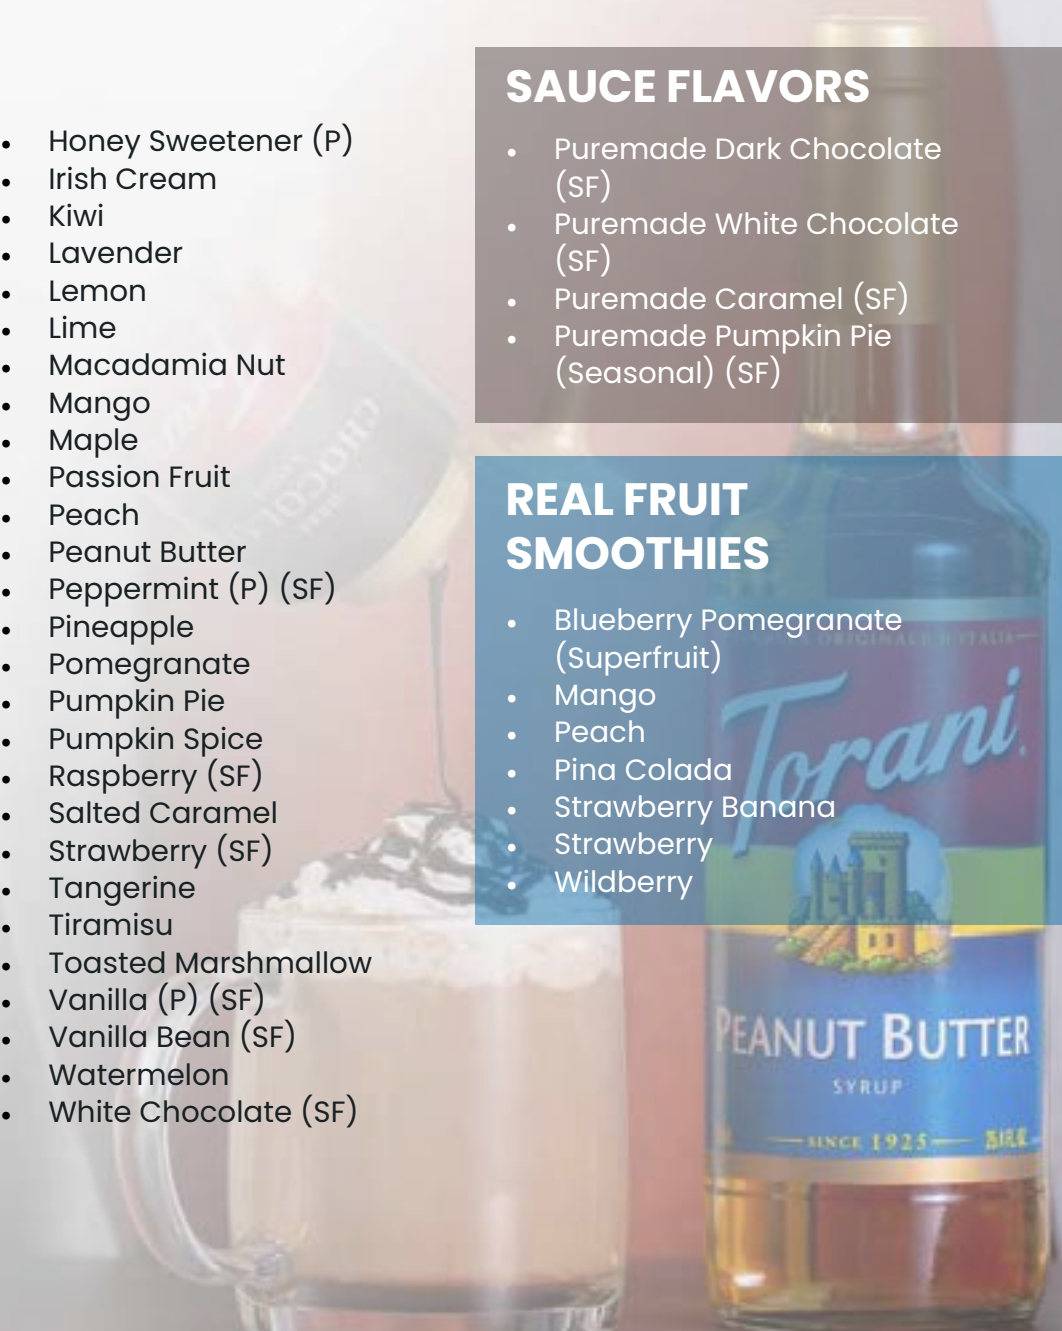 Honey Sweetener (P)
Irish Cream
Kiwi
Lavender
Lemon
Lime
Macadamia Nut
Mango
Maple
Passion Fruit
Peach
Peanut Butter
Peppermint (P) (SF)
Pineapple
Pomegranate
Pumpkin Pie
Pumpkin Spice
Raspberry (SF)
Salted Caramel
Strawberry (SF)
Tangerine
Tiramisu
Toasted Marshmallow
Vanilla (P) (SF)
Vanilla Bean (SF)
Watermelon
White Chocolate (SF)
SAUCE FLAVORS
Puremade Dark Chocolate
(SF)
Puremade White Chocolate
(SF)
Puremade Caramel (SF)
Puremade Pumpkin Pie
(Seasonal) (SF)
REAL FRUIT
SMOOTHIES
Blueberry Pomegranate
(Superfruit)
Mango
Peach
Pina Colada
Strawberry Banana
Strawberry
Wildberry
Torani
PEANUT BUTTER
SYRUP
SINCE 1925